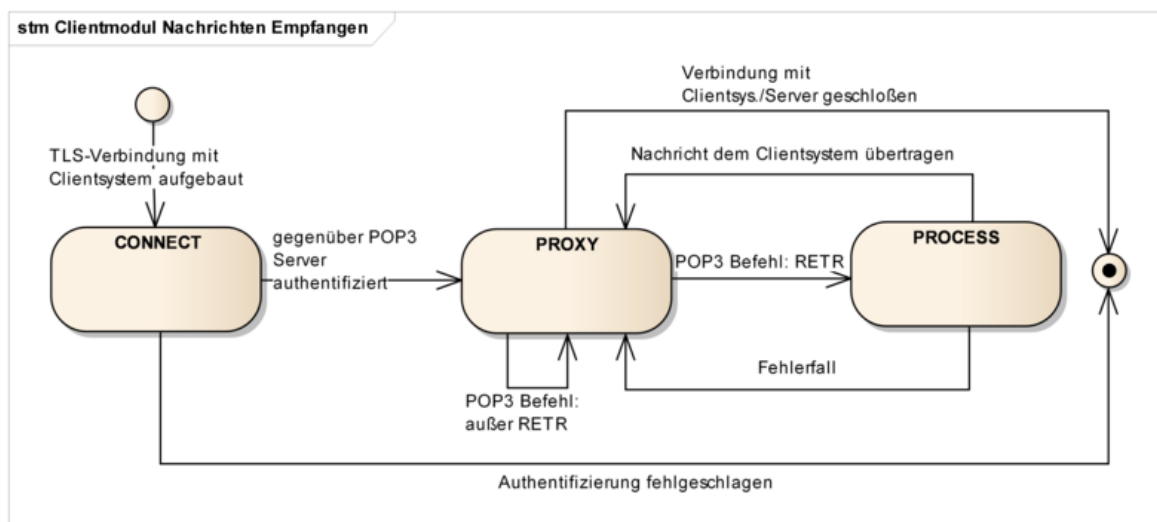 stm Clientmodul Nachrichten Empfangen
Verbindung mit
Clientsys./Server geschloßen
TLS-Verbindung mit
Clientsystem aufgebaut
Nachricht dem Clientsystem übertragen
CONNECT
gegenüber POP3
Server
authentifiziert
PROXY
POP3 Befehl: RETR
PROCESS
POP3 Befehl:
außer RETR
Fehlerfall
Authentifizierung fehlgeschlagen